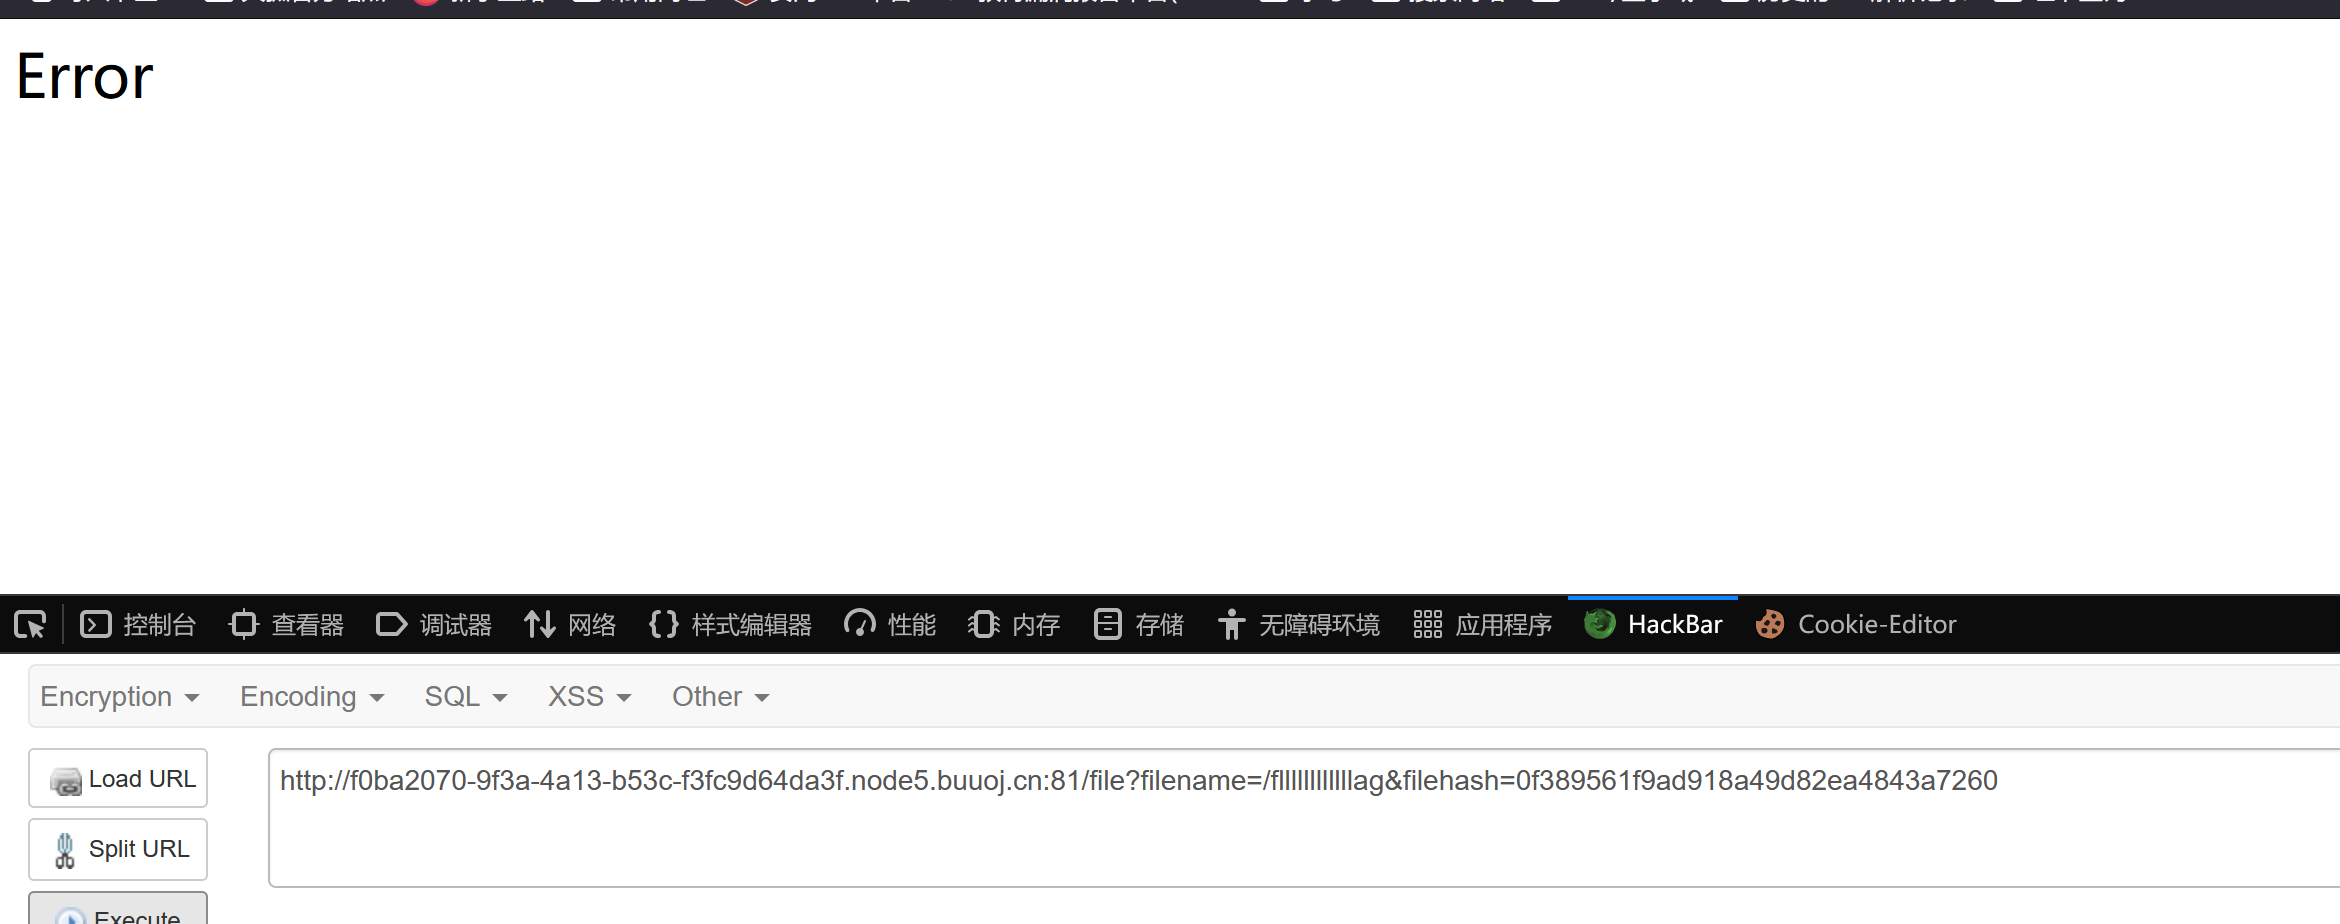 Error
控制台 查看器 调试器 网络 样式编辑器 性能 内存 存储 无障碍环境 应用程序 HackBar Cookie-Editor
Encryption Encoding SQL XSS Other
Load URL
http://f0ba2070-9f3a-4a13-b53c-f3fc9d64da3f.node5.buuoj.cn:81/file?filename=/fllllllllllllag&filehash=0f389561f9ad918a49d82ea4843a7260
Split URL
Execute